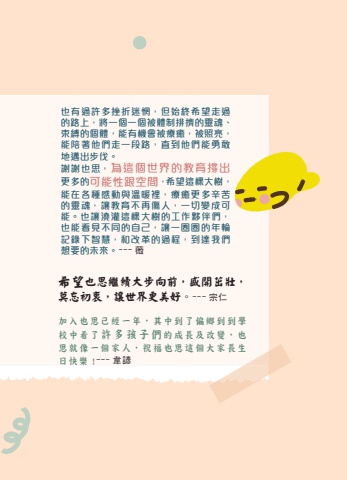 也有過許多挫折迷惘，但始終希望走過
的路上，將一個一個被體制排擠的靈魂、
束縛的個體，能有機會被療癒，被照亮，
能陪著他們走一段路，直到他們能勇敢
地邁出步伐。
謝謝也思，為這個世界的教育撐出
更多的可能性跟空間，希望這棵大樹，
能在各種感動與溫暖裡，療癒更多辛苦
的靈魂，讓教育不再傷人，一切變成可
能。也讓澆灌這棵大樹的工作夥伴們，
也能看見不同的自己，讓一圈圈的年輪
記錄下智慧，和改革的過程，到達我們
想要的未來。--- 薇
希望也思繼續大步向前，盛開茁壯，
莫忘初衷，讓世界更美好。--- 宗仁
加入也思已經一年，其中到了偏鄉到到學
校中看了許多孩子們的成長及改變，也
思就像一個家人，祝福也思這個大家長生
日快樂！--- 韋諺